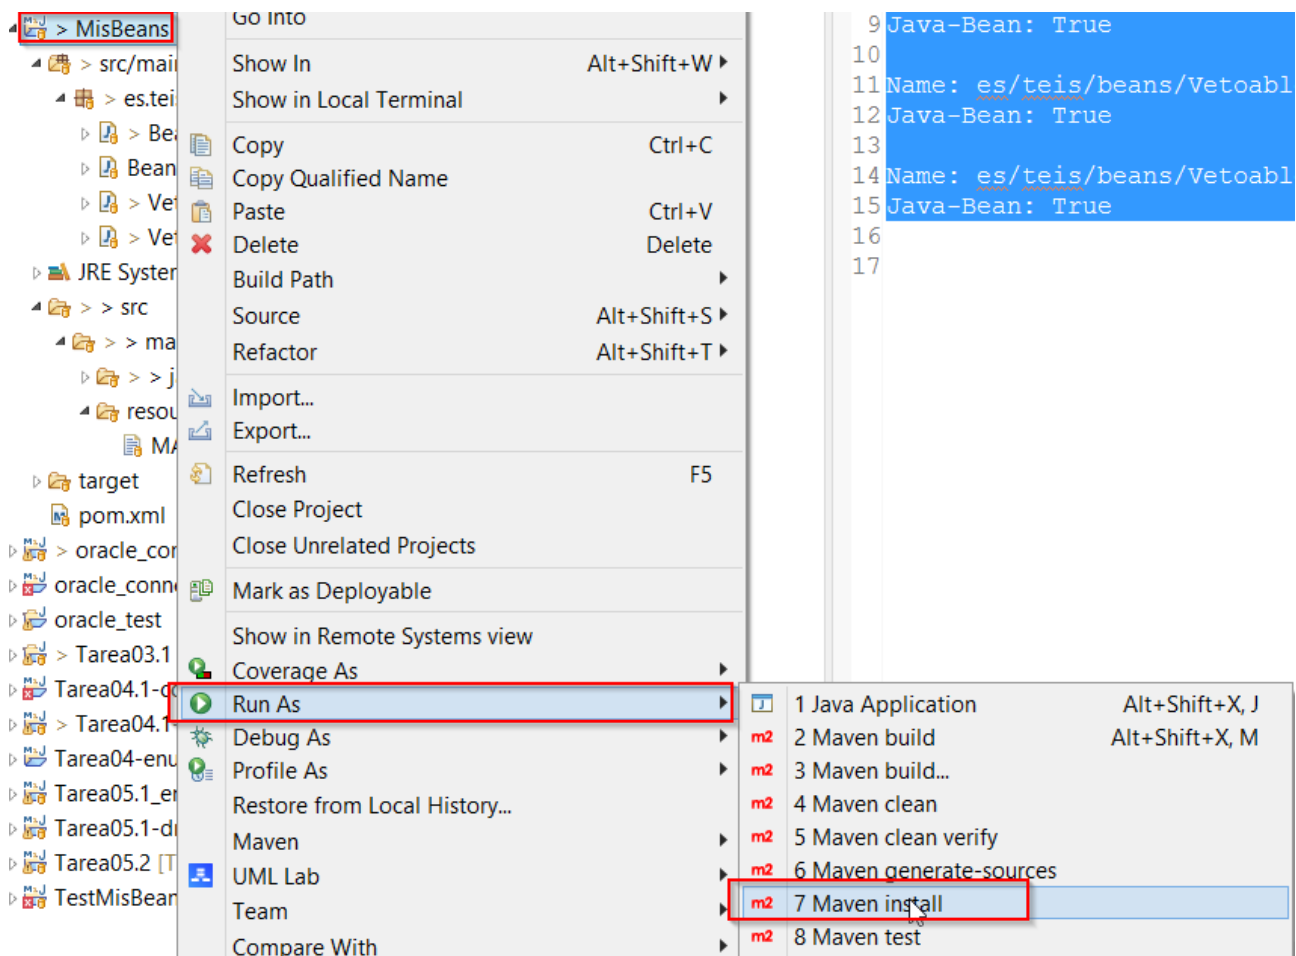 > MisBeans
> src/mai
> es.tei
> Be
Bean
> Ve
> Ve
JRE Syster
> > src
> > ma
> > j
resou
MA
target
pom.xml
> oracle_cor
oracle_conne
oracle_test
> Tarea03.1
Tarea04.1-
> Tarea04.1-
Tarea04-enu
Tarea05.1_er
Tarea05.1-d
Tarea05.2 [T
TestMisBear
Go Into
Show In Alt+Shift+W
Show in Local Terminal
Copy Ctrl+C
Copy Qualified Name
Paste Ctrl+V
Delete Delete
Build Path
Source Alt+Shift+S
Refactor Alt+Shift+T
Import...
Export...
Refresh F5
Close Project
Close Unrelated Projects
Mark as Deployable
Show in Remote Systems view
Coverage As
Run As
Debug As
Profile As
Restore from Local History...
Maven
UML Lab
Team
Compare With
1 Java Application Alt+Shift+X, J
2 Maven build Alt+Shift+X, M
3 Maven build...
4 Maven clean
5 Maven clean verify
6 Maven generate-sources
7 Maven install
8 Maven test
9 Java-Bean: True
10
11 Name: es/teis/beans/Vetoabl
12 Java-Bean: True
13
14 Name: es/teis/beans/Vetoabl
15 Java-Bean: True
16
17